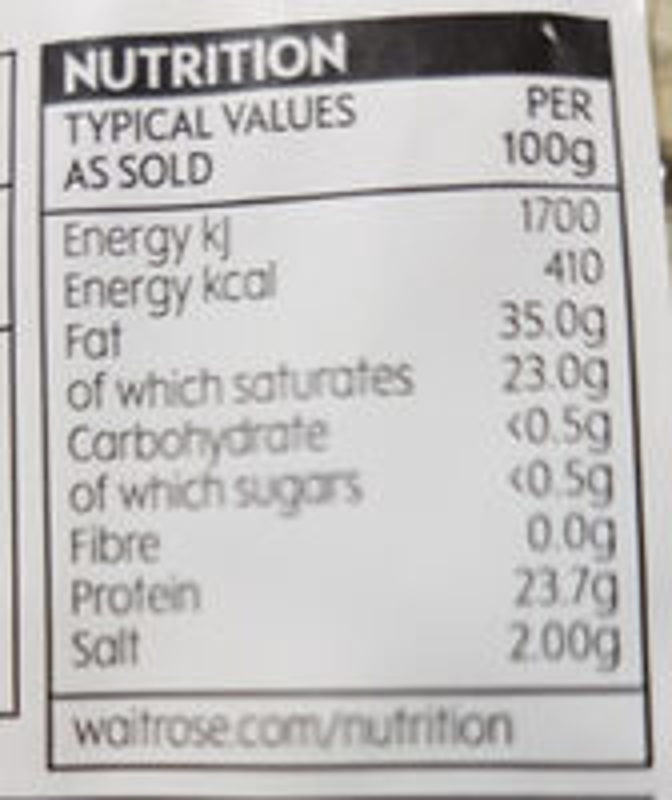 NUTRITION
TYPICAL VALUES PER
AS SOLD 100g
Energy kJ 1700
Energy kcal 410
Fat 35.0g
of which saturates 23.0g
Carbohydrate <0.5g
of which sugars <0.5g
Fibre 0.0g
Protein 23.7g
Salt 2.00g
waitrose.com/nutrition